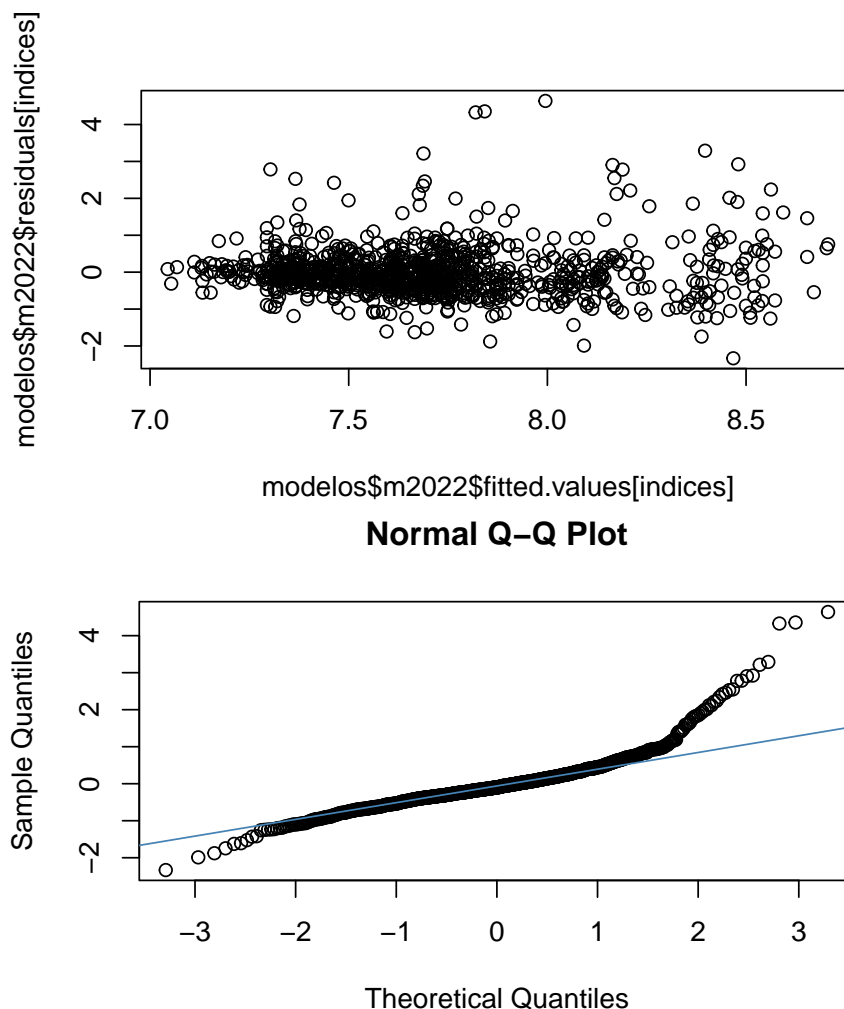 modelos$m2022$residuals[indices]
4
2
0
−2
7.0 7.5 8.0 8.5
modelos$m2022$fitted.values[indices]
Normal Q−Q Plot
Sample Quantiles
4
2
0
−2
−3 −2 −1 0 1 2 3
Theoretical Quantiles